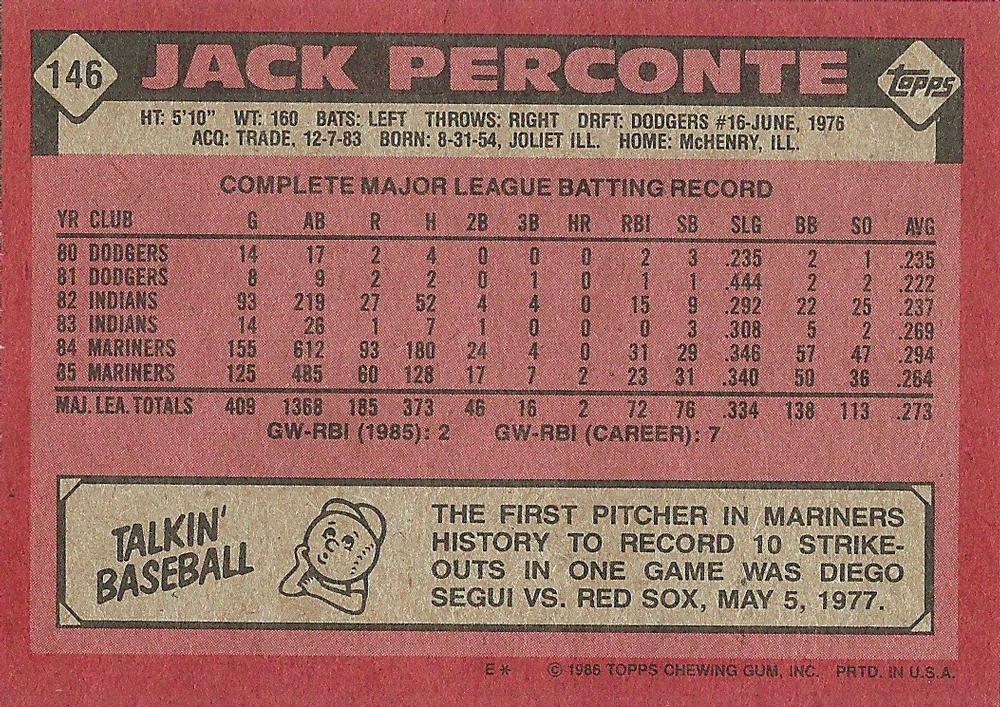 146 JACK PERCONTE topps
HT: 5'10" WT: 160 BATS: LEFT THROWS: RIGHT DRFT: DODGERS #16-JUNE, 1976
ACQ: TRADE, 12-7-83 BORN: 8-31-54, JOLIET ILL. HOME: McHENRY, ILL.
COMPLETE MAJOR LEAGUE BATTING RECORD
YR CLUB G AB R H 2B 3B HR RBI SB SLG BB SO AVG
80 DODGERS 14 17 2 4 0 0 0 2 3 .235 2 1 .235
81 DODGERS 8 9 2 2 0 1 0 1 1 .444 2 2 .222
82 INDIANS 93 219 27 52 4 4 0 15 9 .292 22 25 .237
83 INDIANS 14 26 1 7 1 0 0 0 3 .308 5 2 .269
84 MARINERS 155 612 93 180 24 4 0 31 29 .346 57 47 .294
85 MARINERS 125 485 60 128 17 7 2 23 31 .340 50 36 .264
MAJ. LEA. TOTALS 409 1368 185 373 46 16 2 72 76 .334 138 113 .273
GW-RBI (1985): 2 GW-RBI (CAREER): 7
TALKIN'
BASEBALL
THE FIRST PITCHER IN MARINERS
HISTORY TO RECORD 10 STRIKE-
OUTS IN ONE GAME WAS DIEGO
SEGUI VS. RED SOX, MAY 5, 1977.
E* © 1986 TOPPS CHEWING GUM, INC. PRTD. IN U.S.A.